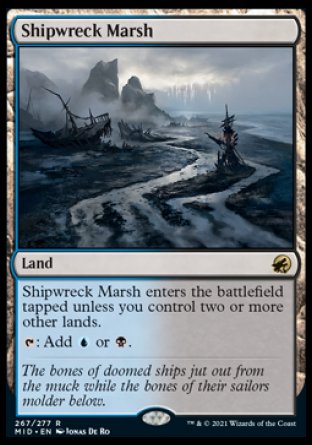 Shipwreck Marsh
Land
Shipwreck Marsh enters the battlefield
tapped unless you control two or more
other lands.
: Add or .
The bones of doomed ships jut out from
the muck while the bones of their sailors
molder below.
267/277 R
MID • EN Jonas De Ro
™ & © 2021 Wizards of the Coast